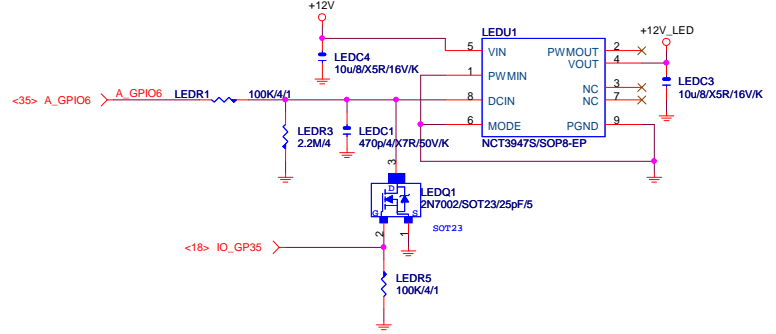 +12V
LEDU1
+12V_LED
LEDC4
10u/8/X5R/16V/K
5 VIN
PWMOUT 2
VOUT 4
1 PWMIN
NC 3
NC 7
LEDC3
10u/8/X5R/16V/K
<35> A_GPIO6
A_GPIO6
LEDR1
100K/4/1
8 DCIN
6 MODE
PGND 9
NCT3947S/SOP8-EP
LEDR3
2.2M/4
LEDC1
470p/4/X7R/50V/K
3
D
G
S
LEDQ1
2N7002/SOT23/25pF/5
SOT23
2
1
<18> IO_GP35
LEDR5
100K/4/1